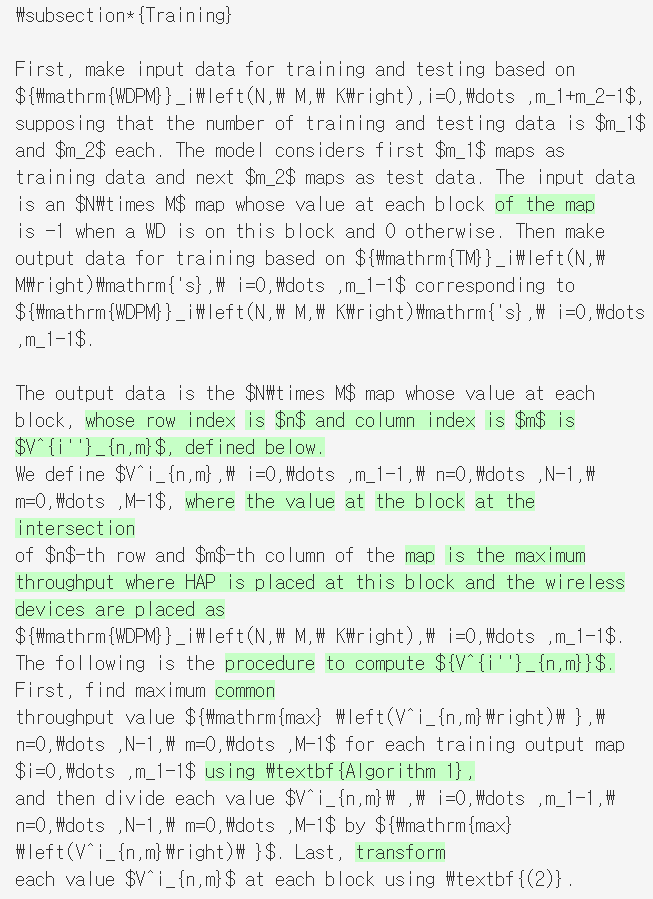 ₩subsection*{Training}
First, make input data for training and testing based on
${₩mathrm{WDPM}}_i₩left(N,₩ M,₩ K₩right),i=0,₩dots ,m_1+m_2-1$,
supposing that the number of training and testing data is $m_1$
and $m_2$ each. The model considers first $m_1$ maps as
training data and next $m_2$ maps as test data. The input data
is an $N₩times M$ map whose value at each block of the map
is -1 when a WD is on this block and 0 otherwise. Then make
output data for training based on ${₩mathrm{TM}}_i₩left(N,₩
M₩right)₩mathrm{'s},₩ i=0,₩dots ,m_1-1$ corresponding to
${₩mathrm{WDPM}}_i₩left(N,₩ M,₩ K₩right)₩mathrm{'s},₩ i=0,₩dots
,m_1-1$.
The output data is the $N₩times M$ map whose value at each
block, whose row index is $n$ and column index is $m$ is
$V^{i''}_{n,m}$, defined below.
We define $V^i_{n,m},₩ i=0,₩dots ,m_1-1,₩ n=0,₩dots ,N-1,₩
m=0,₩dots ,M-1$, where the value at the block at the
intersection
of $n$-th row and $m$-th column of the map is the maximum
throughput where HAP is placed at this block and the wireless
devices are placed as
${₩mathrm{WDPM}}_i₩left(N,₩ M,₩ K₩right),₩ i=0,₩dots ,m_1-1$.
The following is the procedure to compute ${V^{i''}_{n,m}}$.
First, find maximum common
throughput value ${₩mathrm{max} ₩left(V^i_{n,m}₩right)₩ },₩
n=0,₩dots ,N-1,₩ m=0,₩dots ,M-1$ for each training output map
$i=0,₩dots ,m_1-1$ using ₩textbf{Algorithm 1},
and then divide each value $V^i_{n,m}₩ ,₩ i=0,₩dots ,m_1-1,₩
n=0,₩dots ,N-1,₩ m=0,₩dots ,M-1$ by ${₩mathrm{max}
₩left(V^i_{n,m}₩right)₩ }$. Last, transform
each value $V^i_{n,m}$ at each block using ₩textbf{(2)}.